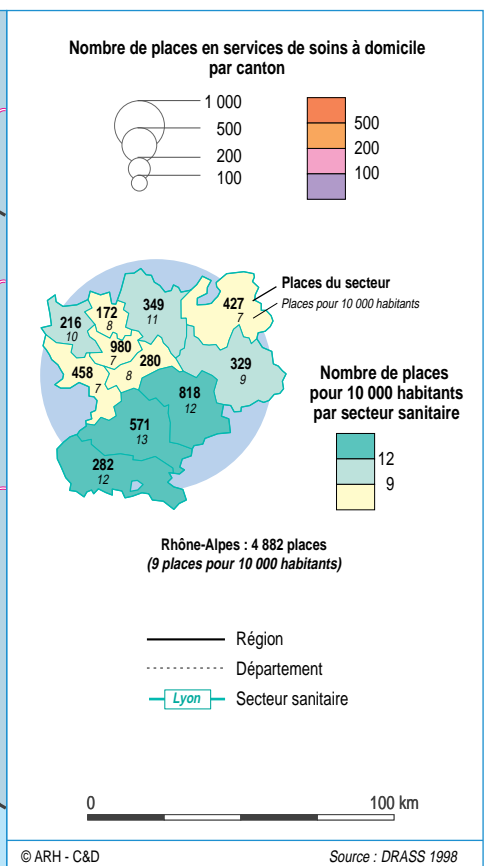 Nombre de places en services de soins à domicile
par canton
1 000
500
200
100
500
200
100
Places du secteur
Places pour 10 000 habitants
427
7
349
11
172
8
216
10
980
7
280
8
329
9
458
7
818
12
571
13
282
12
Nombre de places
pour 10 000 habitants
par secteur sanitaire
12
9
Rhône-Alpes : 4 882 places
(9 places pour 10 000 habitants)
Région
Département
Lyon Secteur sanitaire
0 100 km
© ARH - C&D Source : DRASS 1998